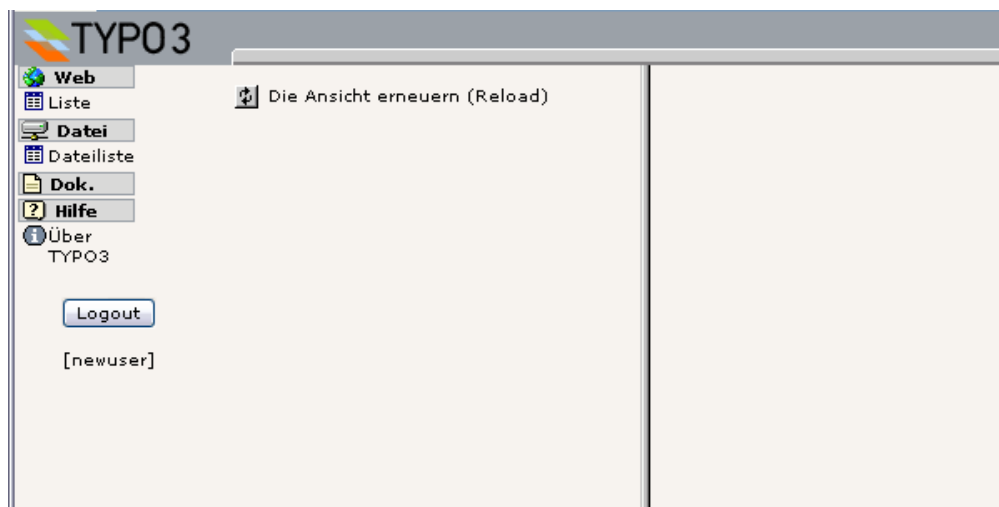 TYPO3
Web
Liste
Die Ansicht erneuern (Reload)
Datei
Dateiliste
Dok.
Hilfe
Über
TYPO3
Logout
[newuser]